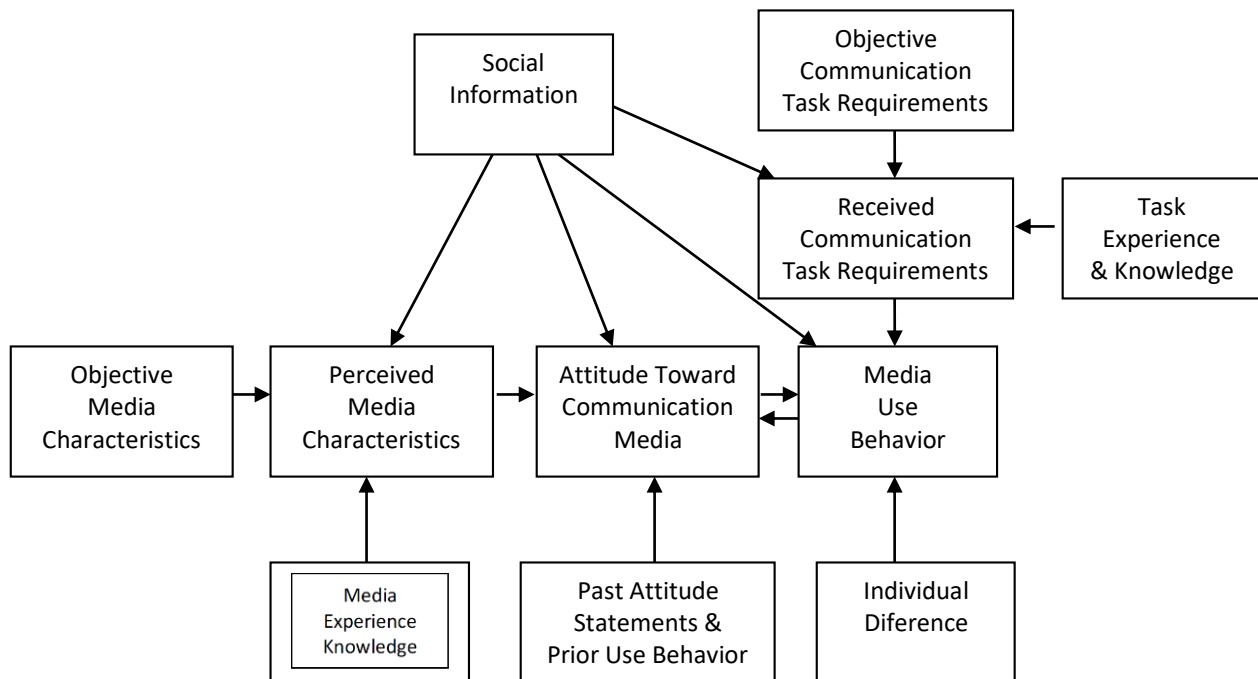 Social
Information
Objective
Communication
Task Requirements
Received
Communication
Task Requirements
Task
Experience
& Knowledge
Objective
Media
Characteristics
Perceived
Media
Characteristics
Attitude Toward
Communication
Media
Media
Use
Behavior
Media
Experience
Knowledge
Past Attitude
Statements &
Prior Use Behavior
Individual
Diference